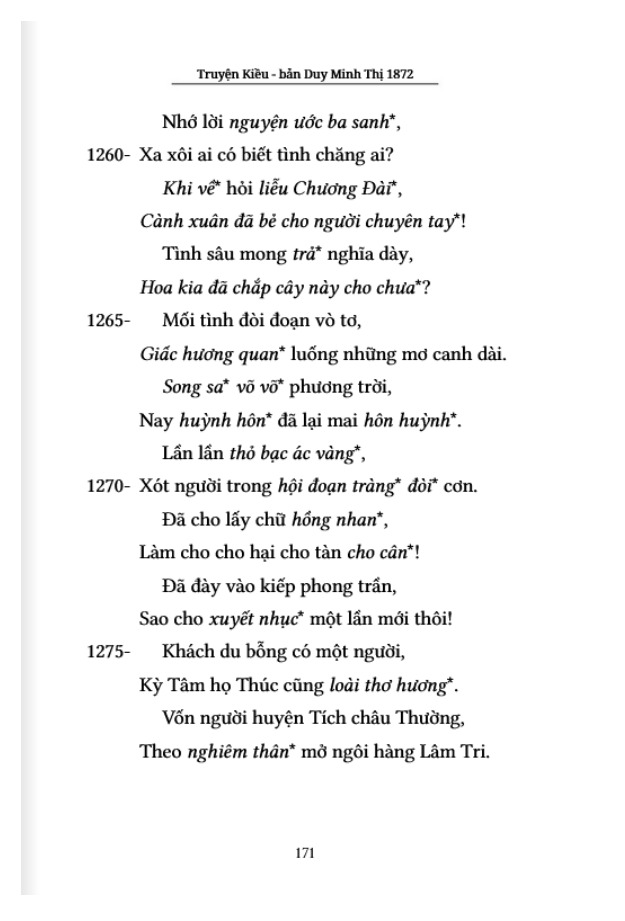 Truyện Kiều - bản Duy Minh Thị 1872
Nhớ lời nguyện ước ba sanh*,
1260- Xa xôi ai có biết tình chăng ai?
Khi về* hỏi liễu Chương Đài*,
Cành xuân đã bẻ cho người chuyên tay*!
Tình sâu mong trả* nghĩa dày,
Hoa kia đã chắp cây này cho chưa*?
1265- Mối tình đòi đoạn vò tơ,
Giấc hương quan* luống những mơ canh dài.
Song sa* võ võ* phương trời,
Nay huỳnh hôn* đã lại mai hôn huỳnh*.
Lần lần thỏ bạc ác vàng*,
1270- Xót người trong hội đoạn tràng* đòi* cơn.
Đã cho lấy chữ hồng nhan*,
Làm cho cho hại cho tàn cho cân*!
Đã đày vào kiếp phong trần,
Sao cho xuyết nhục* một lần mới thôi!
1275- Khách du bỗng có một người,
Kỳ Tâm họ Thúc cũng loài thơ hương*.
Vốn người huyện Tích châu Thường,
Theo nghiêm thân* mở ngôi hàng Lâm Tri.
171